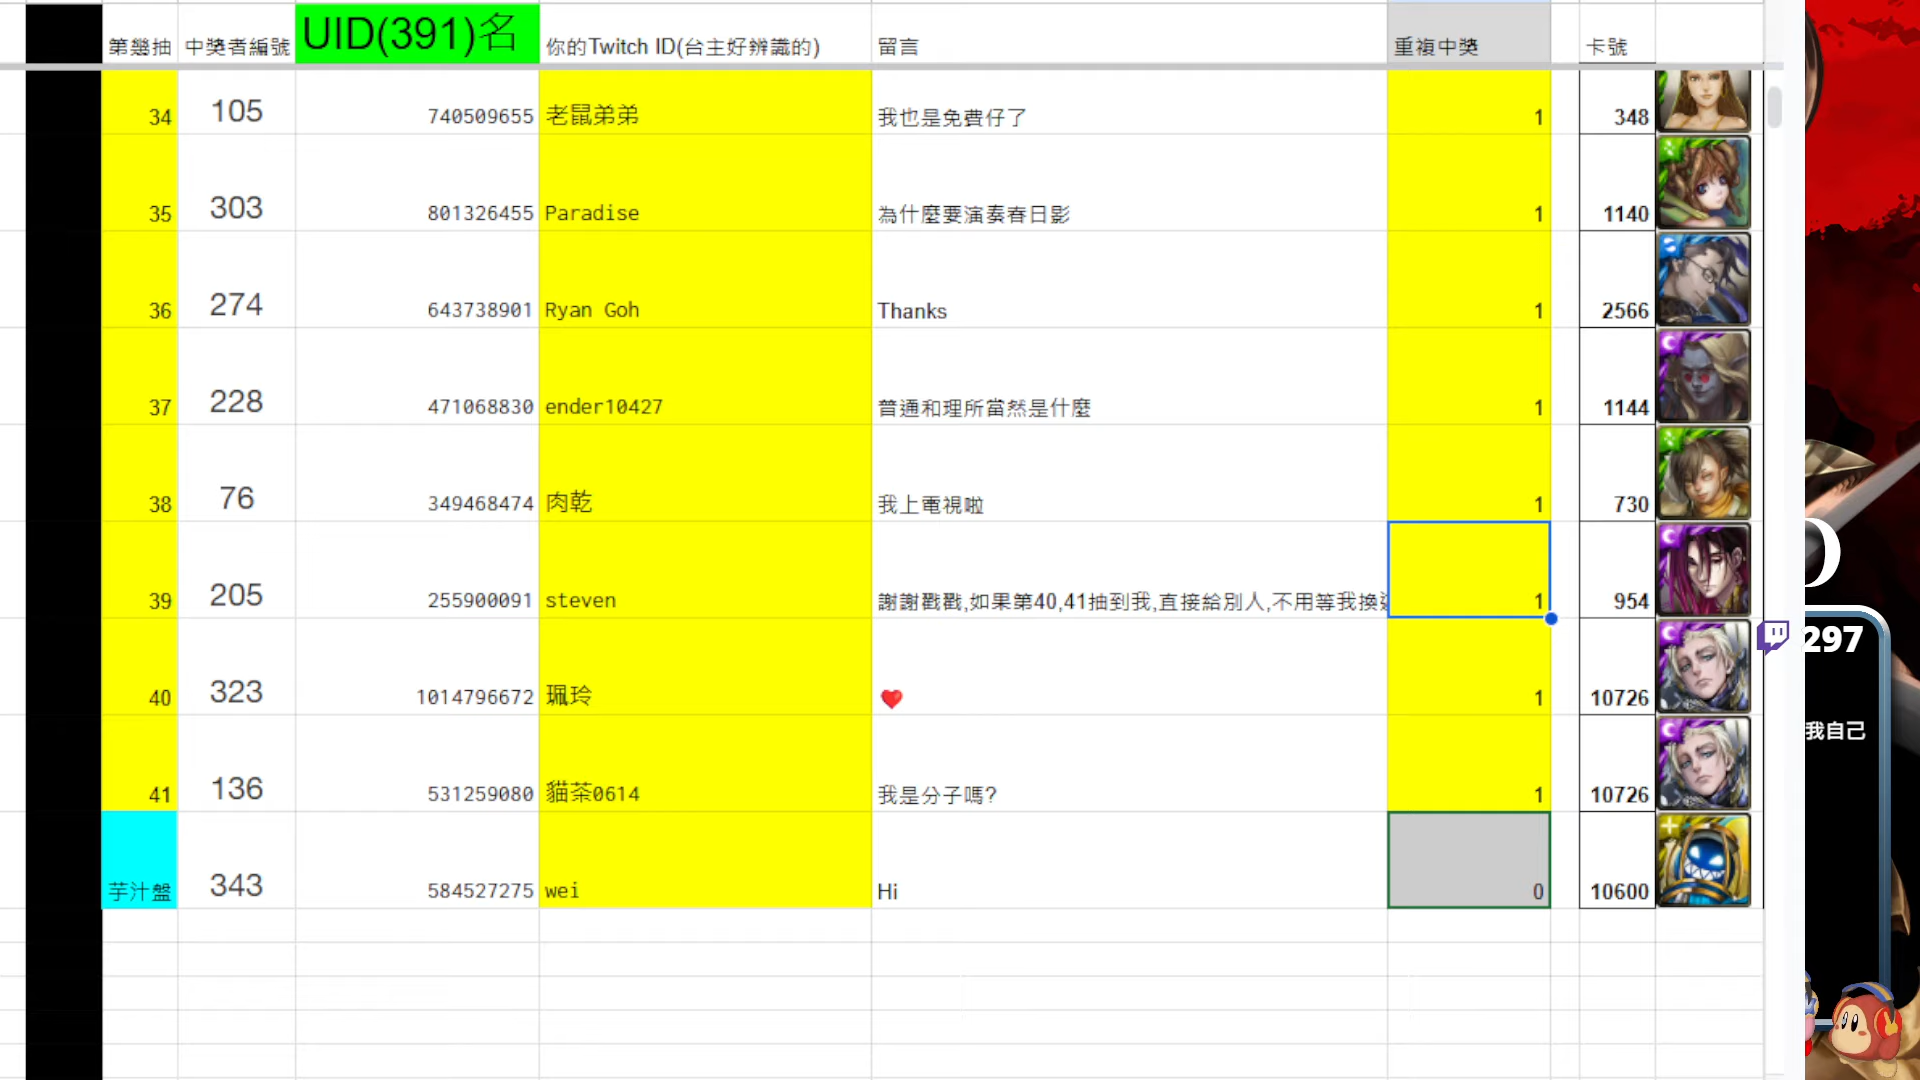 第幾抽 中獎者編號 UID(391)名 你的Twitch ID(台主好辨識的) 留言 重複中獎 卡號
34 105 740509655 老鼠弟弟 我也是免費仔了 1 348
35 303 801326455 Paradise 為什麼要演奏春日影 1 1140
36 274 643738901 Ryan Goh Thanks 1 2566
37 228 471068830 ender10427 普通和理所當然是什麼 1 1144
38 76 349468474 肉乾 我上電視啦 1 730
39 205 255900091 steven 謝謝戳戳,如果第40,41抽到我,直接給別人,不用等我換 1 954
40 323 1014796672 珮玲 ❤ 1 10726
41 136 531259080 貓茶0614 我是分子嗎? 1 10726
芋汁盤 343 584527275 wei Hi 0 10600
297
我自己